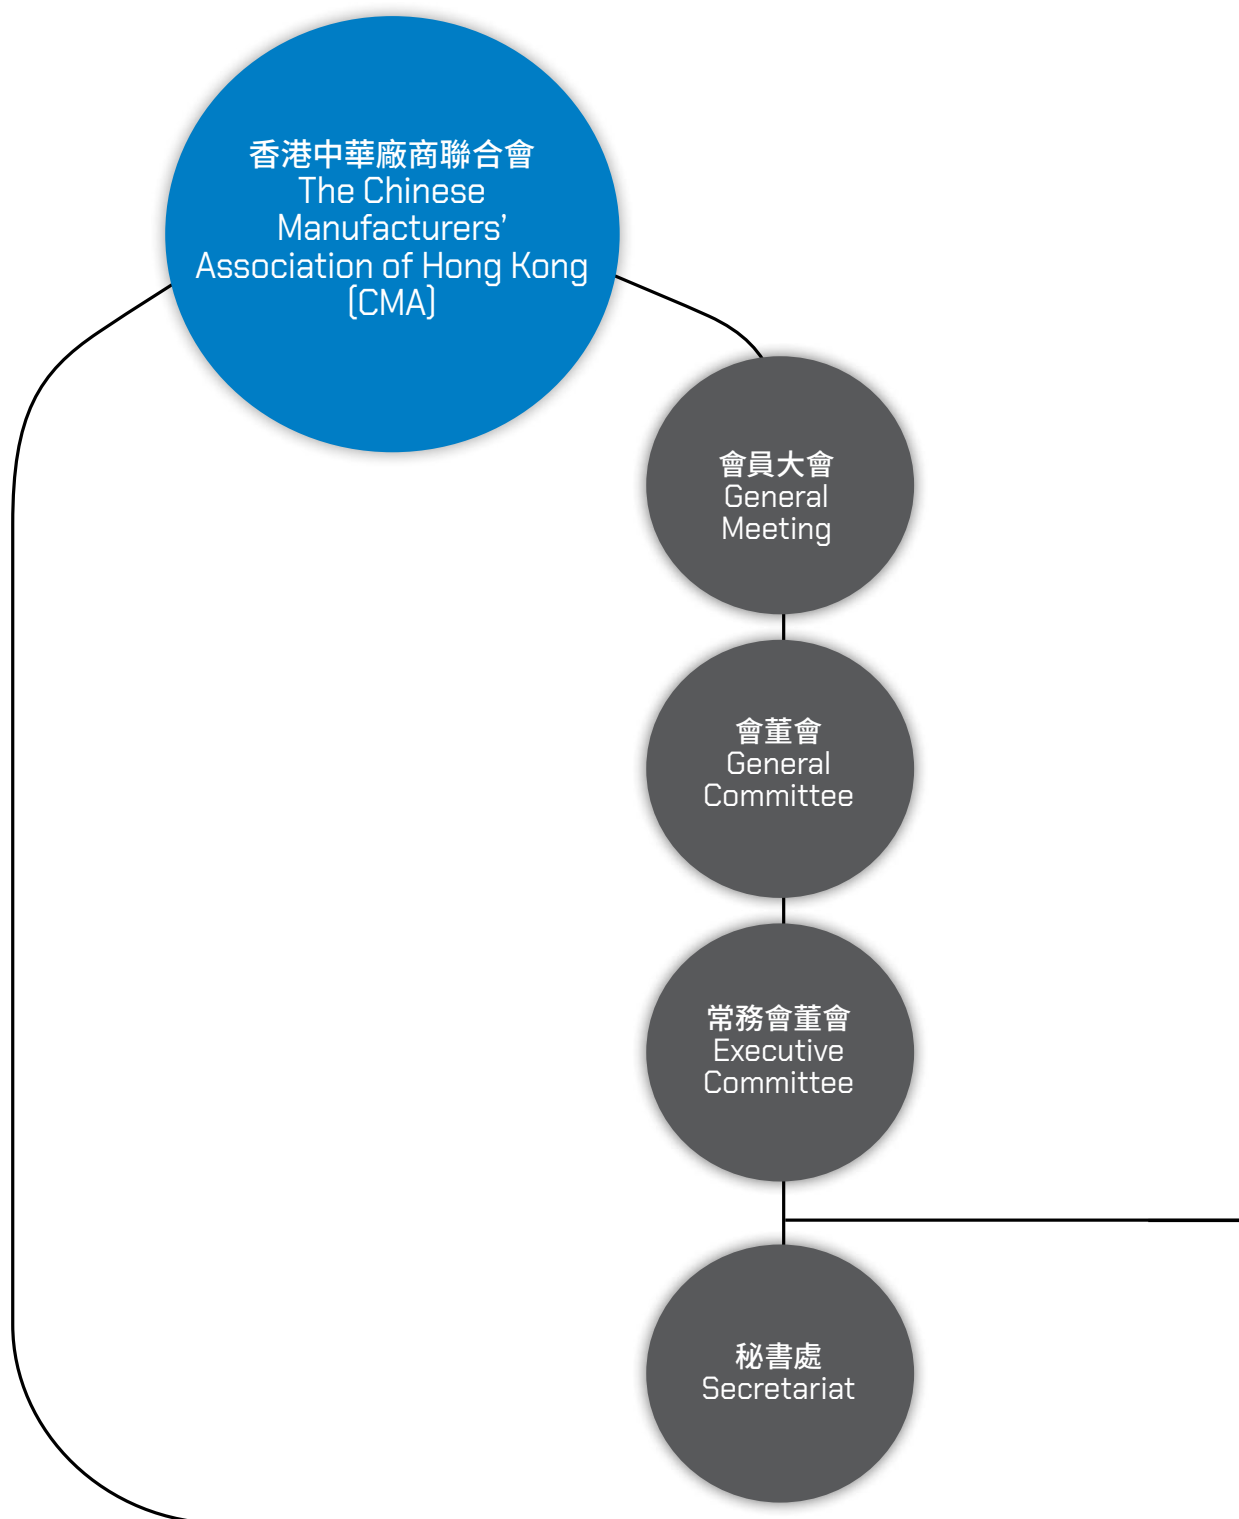 香港中華廠商聯合會
The Chinese
Manufacturers’
Association of Hong Kong
(CMA)
會員大會
General
Meeting
會董會
General
Committee
常務會董會
Executive
Committee
秘書處
Secretariat